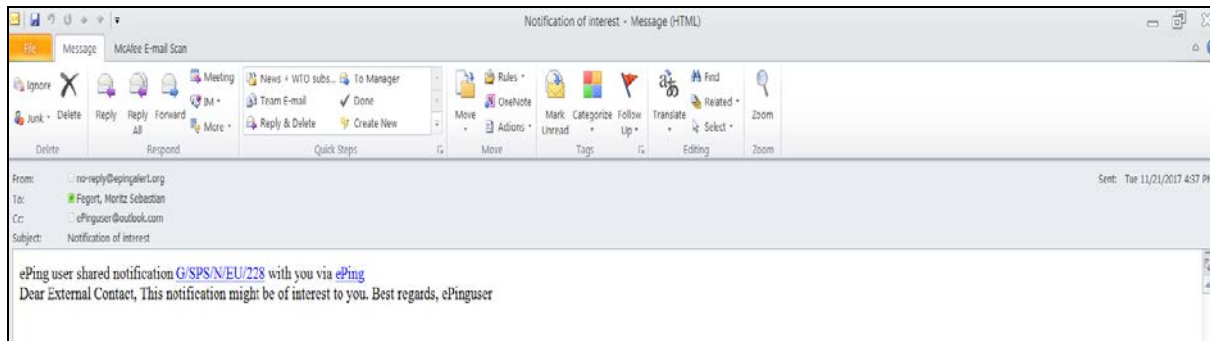 Notification of interest - Message (HTML)
File Message McAfee E-mail Scan
Ignore
Junk
Delete
Reply
Reply All
Forward
Meeting
IM
More
News + WTO subs...
To Manager
Team E-mail
Done
Reply & Delete
Create New
Move
Rules
OneNote
Actions
Mark Unread
Categorize
Follow Up
Translate
Find
Related
Select
Zoom
Delete Respond Quick Steps Move Tags Editing Zoom
From: no-reply@epingalert.org Sent: Tue 11/21/2017 4:37 PM
To: Fegert, Moritz Sebastian
Cc: ePinguser@outlook.com
Subject: Notification of interest
ePing user shared notification G/SPS/N/EU/228 with you via ePing
Dear External Contact, This notification might be of interest to you. Best regards, ePinguser